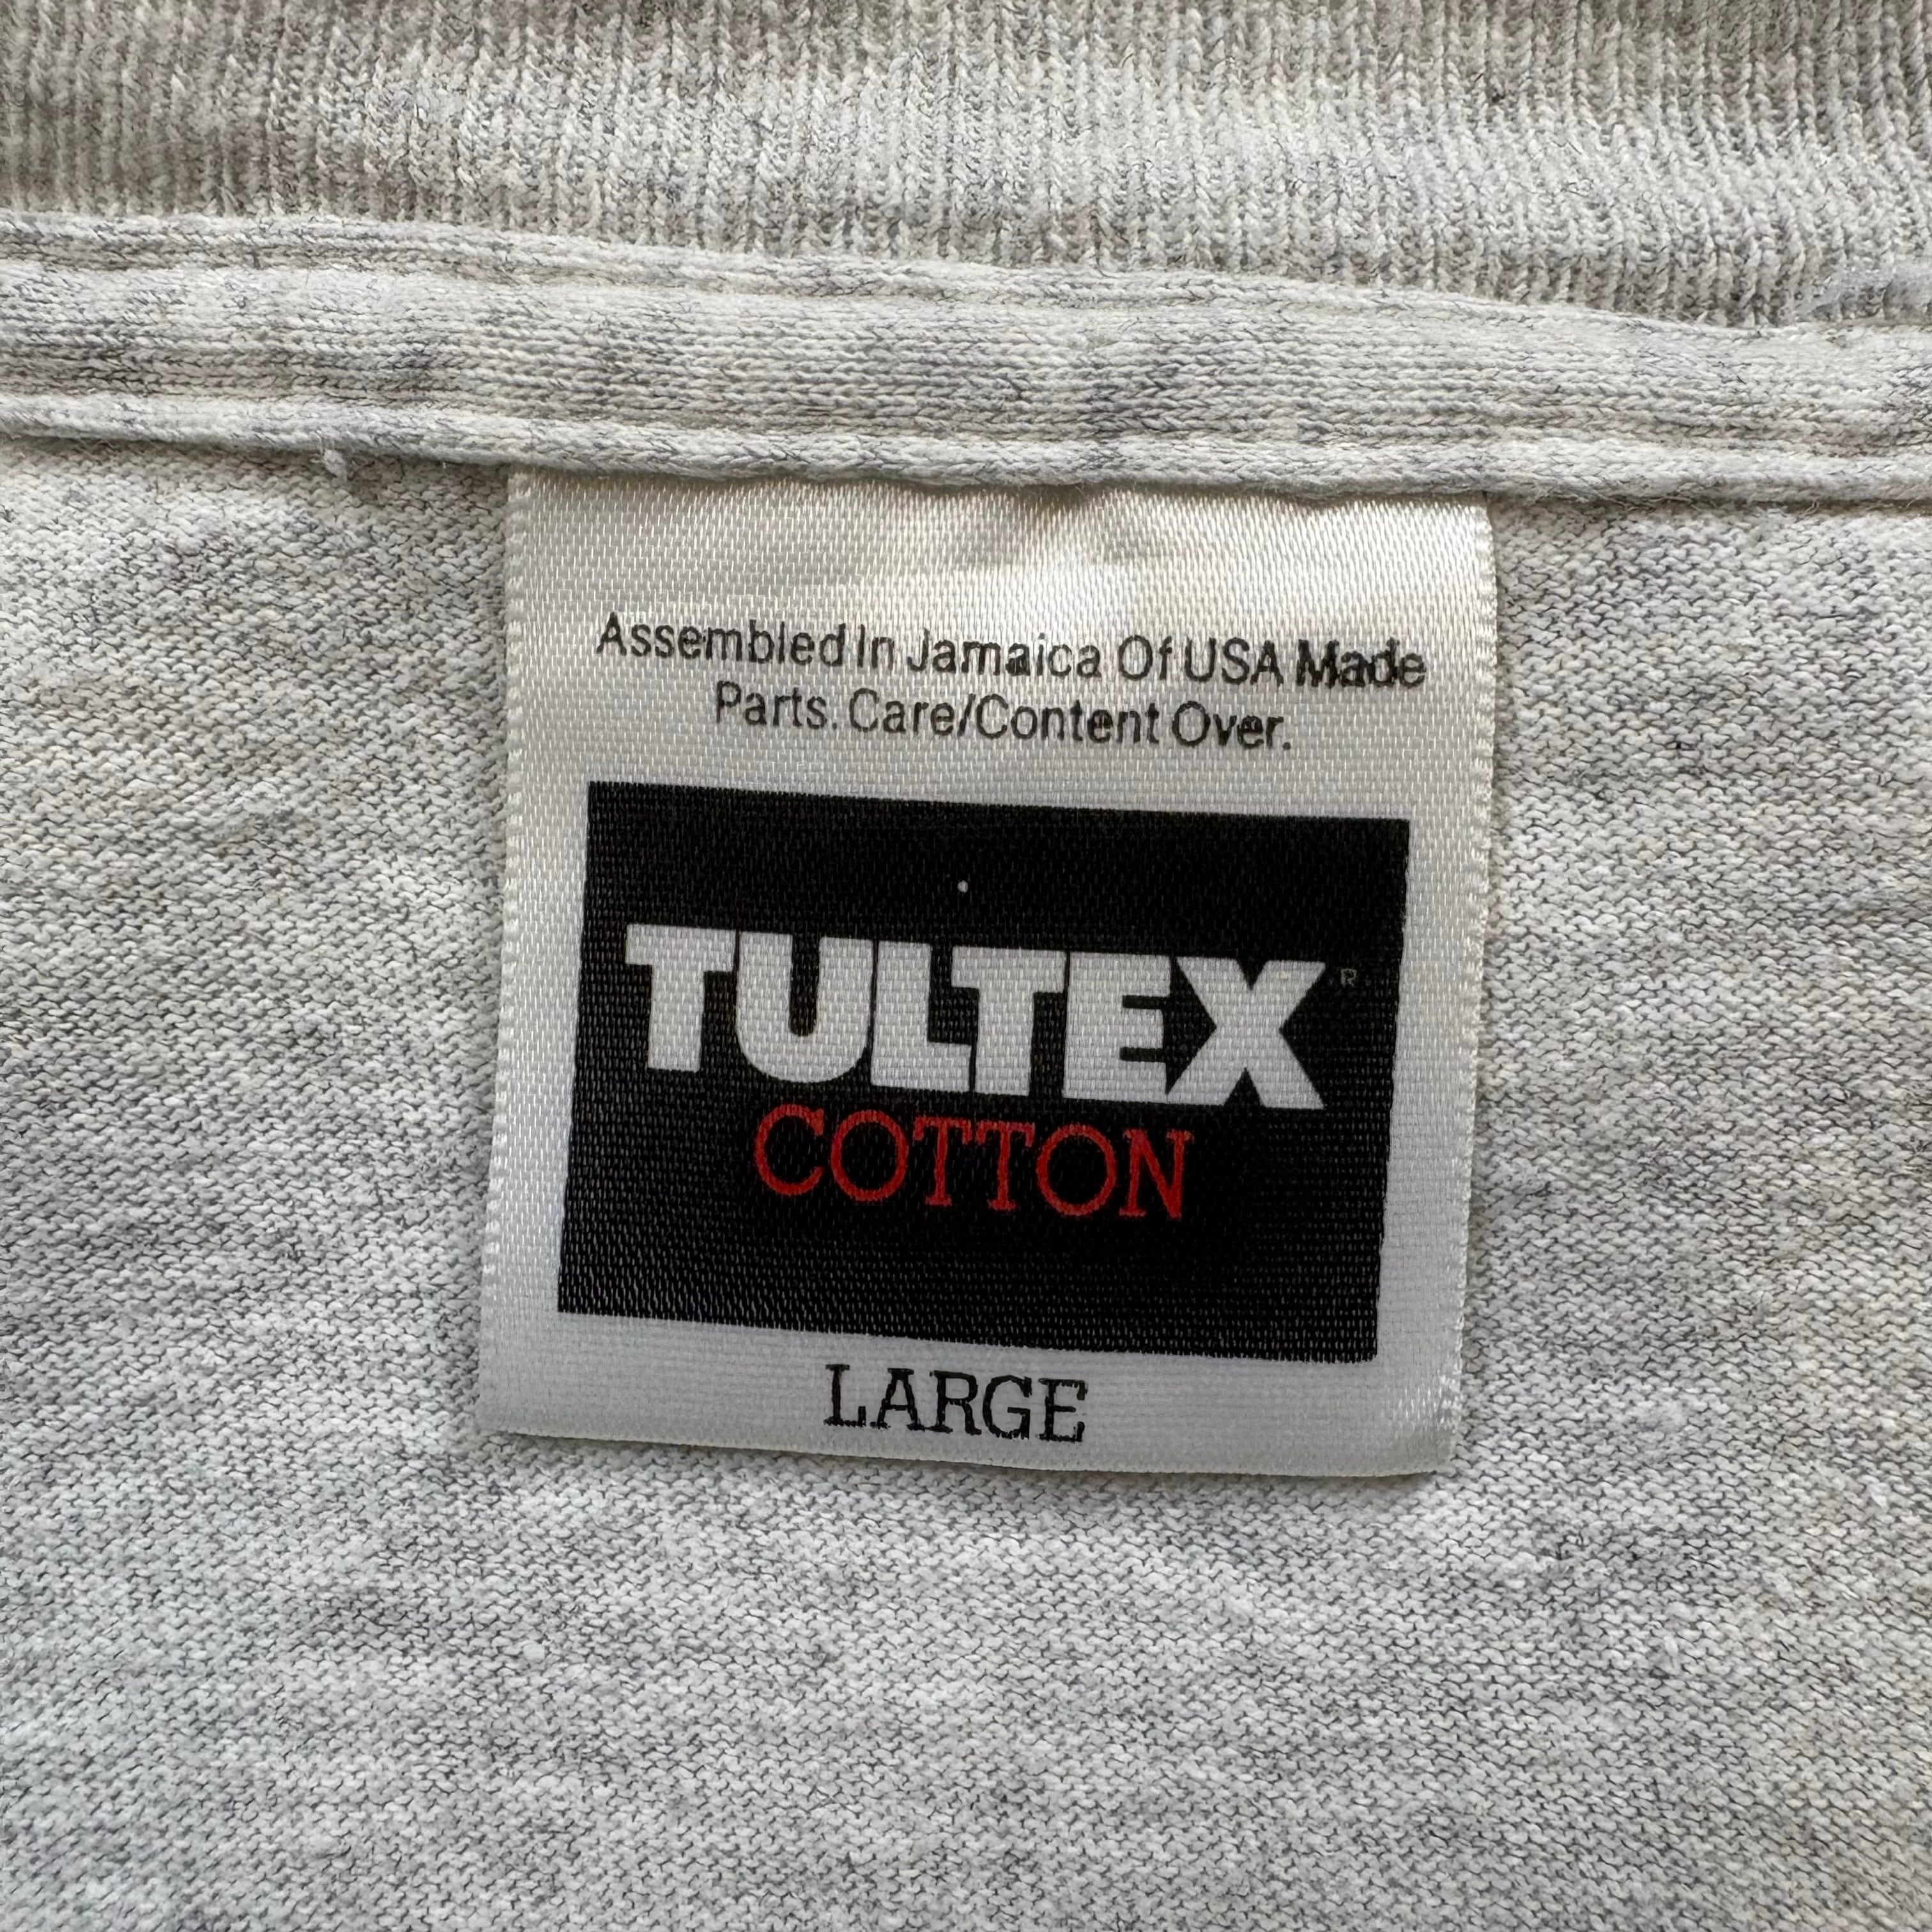 Assembled In Jamaica Of USA Made
Parts. Care/Content Over.
TULTEX®
COTTON
LARGE